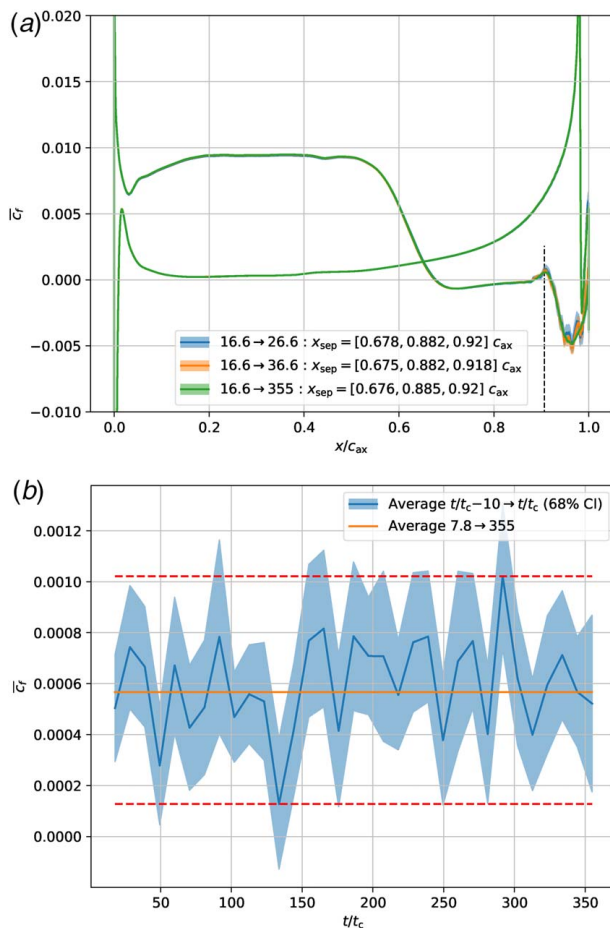 (a)
0.020
0.015
0.010
0.005
0.000
−0.005
−0.010
c̅f
16.6→26.6 : xsep = [0.678, 0.882, 0.92] cax
16.6→36.6 : xsep = [0.675, 0.882, 0.918] cax
16.6→355 : xsep = [0.676, 0.885, 0.92] cax
0.0 0.2 0.4 0.6 0.8 1.0
x/cax
(b)
Average t/tc−10→t/tc (68% CI)
Average 7.8→355
0.0012
0.0010
0.0008
0.0006
0.0004
0.0002
0.0000
c̅f
50 100 150 200 250 300 350
t/tc